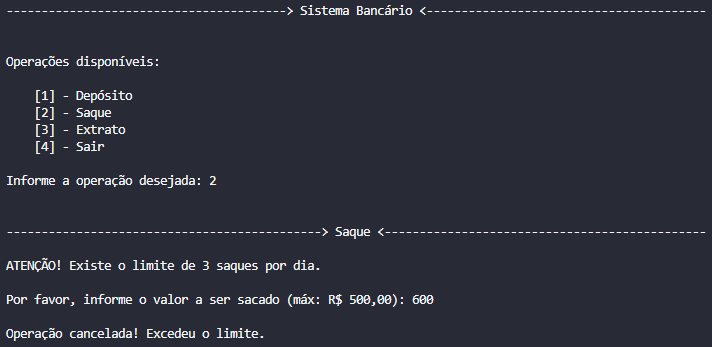 ----------------------------------------> Sistema Bancário <----------------------------------------
Operações disponíveis:
[1] - Depósito
[2] - Saque
[3] - Extrato
[4] - Sair
Informe a operação desejada: 2
---------------------------------------------> Saque <----------------------------------------------
ATENÇÃO! Existe o limite de 3 saques por dia.
Por favor, informe o valor a ser sacado (máx: R$ 500,00): 600
Operação cancelada! Excedeu o limite.